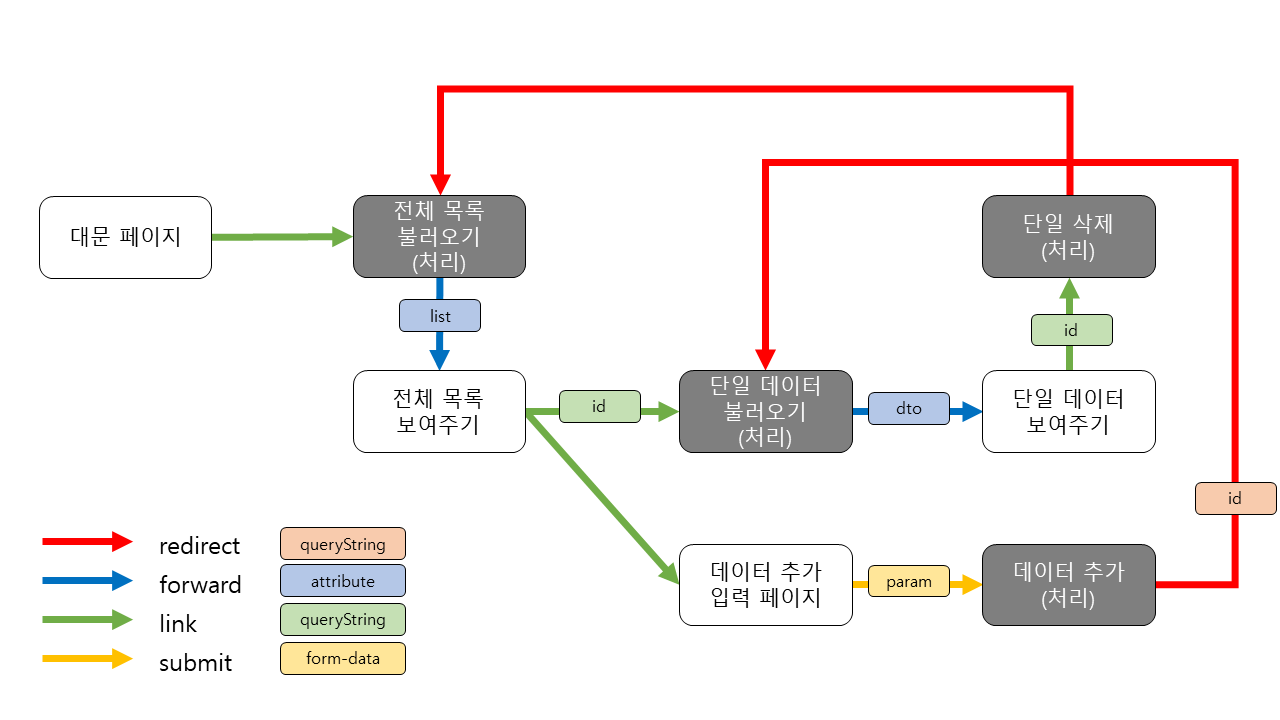 대문 페이지
전체 목록
불러오기
(처리)
단일 삭제
(처리)
list
id
전체 목록
보여주기
id
단일 데이터
불러오기
(처리)
dto
단일 데이터
보여주기
id
데이터 추가
입력 페이지
param
데이터 추가
(처리)
redirect
queryString
forward
attribute
link
queryString
submit
form-data